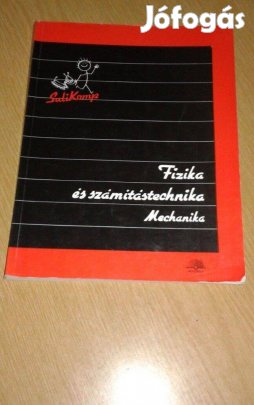 Jófogás
SuliKomp
Fizika
és számítástechnika
Mechanika